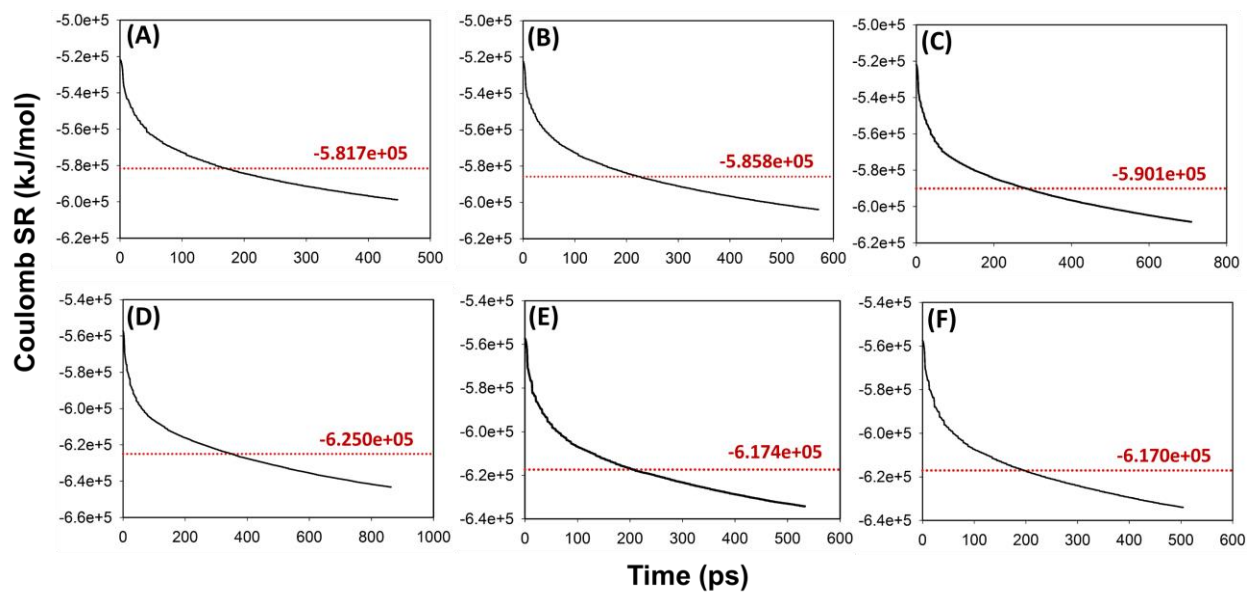 Coulomb SR (kJ/mol)
(A)
-5.0e+5
-5.2e+5
-5.4e+5
-5.6e+5
-5.8e+5
-6.0e+5
-6.2e+5
-5.817e+05
0 100 200 300 400 500
(B)
-5.0e+5
-5.2e+5
-5.4e+5
-5.6e+5
-5.8e+5
-6.0e+5
-6.2e+5
-5.858e+05
0 100 200 300 400 500 600
(C)
-5.0e+5
-5.2e+5
-5.4e+5
-5.6e+5
-5.8e+5
-6.0e+5
-6.2e+5
-5.901e+05
0 200 400 600 800
(D)
-5.4e+5
-5.6e+5
-5.8e+5
-6.0e+5
-6.2e+5
-6.4e+5
-6.6e+5
-6.250e+05
0 200 400 600 800 1000
(E)
-5.4e+5
-5.6e+5
-5.8e+5
-6.0e+5
-6.2e+5
-6.4e+5
-6.174e+05
0 100 200 300 400 500 600
(F)
-5.4e+5
-5.6e+5
-5.8e+5
-6.0e+5
-6.2e+5
-6.4e+5
-6.170e+05
0 100 200 300 400 500 600
Time (ps)